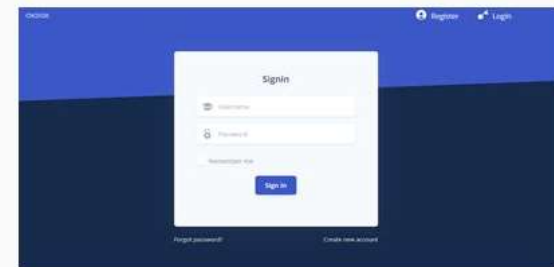 Register
Login
Signin
Username
Password
Remember me
Sign in
Forgot password?
Create new account